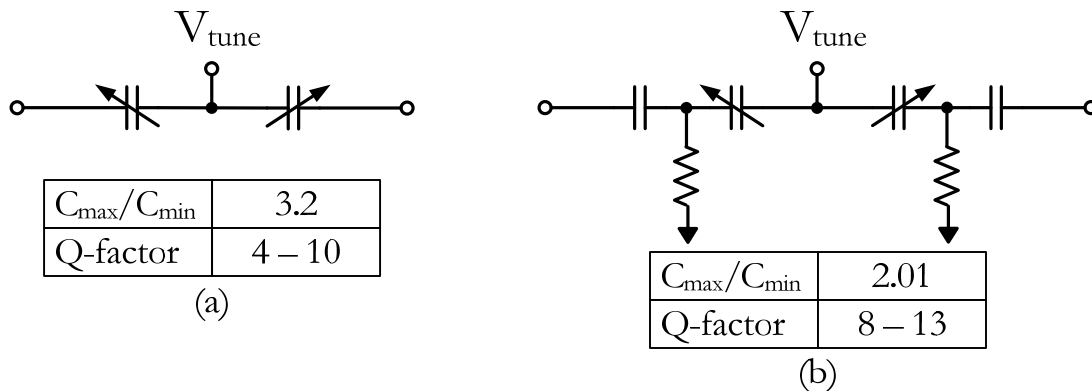 V_tune
C_max/C_min 3.2
Q-factor 4 – 10
(a)
V_tune
C_max/C_min 2.01
Q-factor 8 – 13
(b)